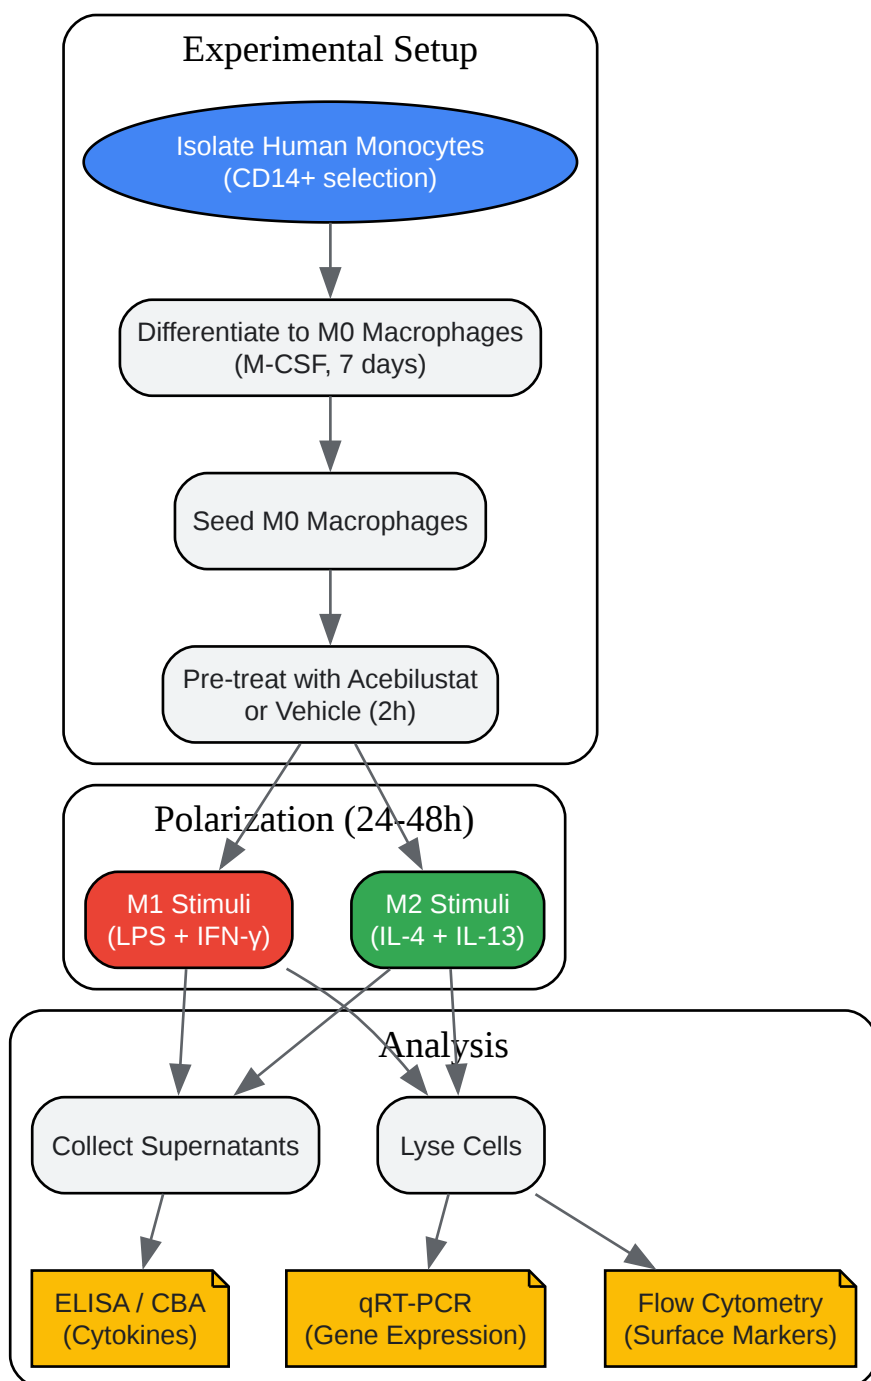 Experimental Setup
Isolate Human Monocytes
(CD14+ selection)
Differentiate to M0 Macrophages
(M-CSF, 7 days)
Seed M0 Macrophages
Pre-treat with Acebilustat
or Vehicle (2h)
Polarization (24-48h)
M1 Stimuli
(LPS + IFN-γ)
M2 Stimuli
(IL-4 + IL-13)
Analysis
Collect Supernatants
Lyse Cells
ELISA / CBA
(Cytokines)
qRT-PCR
(Gene Expression)
Flow Cytometry
(Surface Markers)